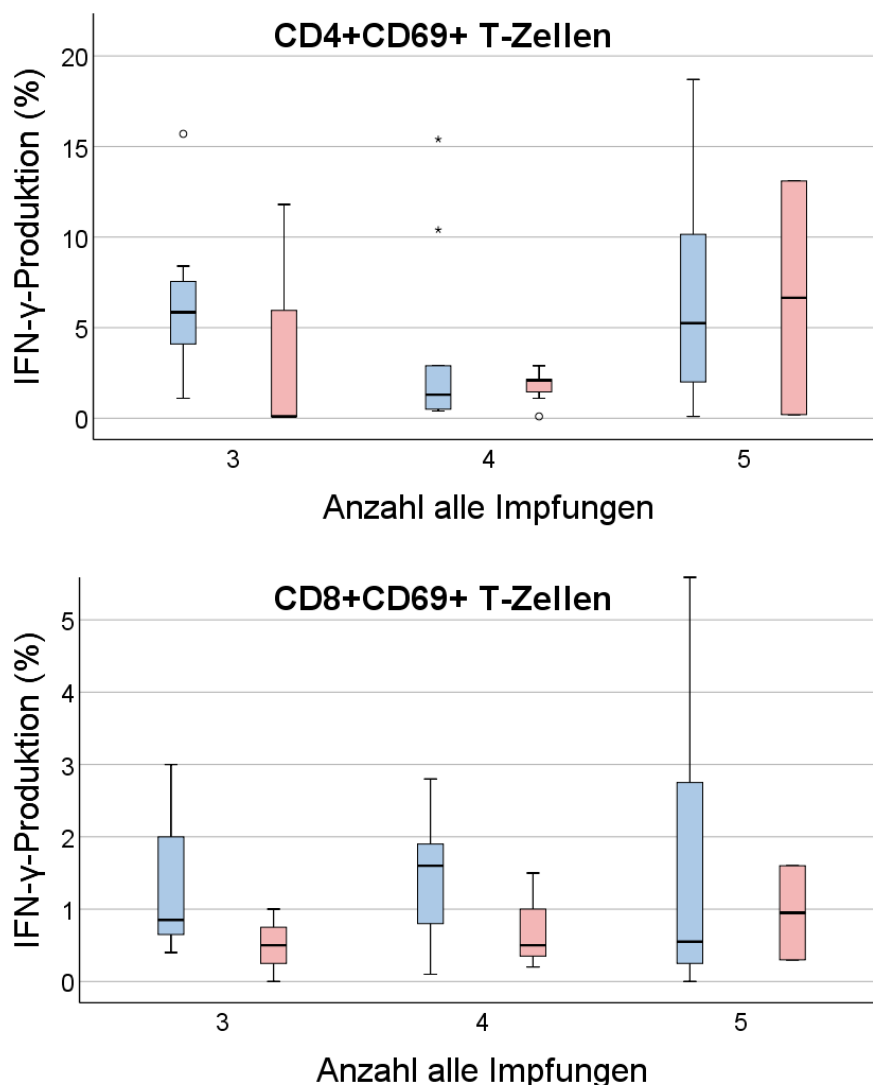 CD4+CD69+ T-Zellen
IFN-γ-Produktion (%)
20
15
10
5
0
3 4 5
Anzahl alle Impfungen
CD8+CD69+ T-Zellen
IFN-γ-Produktion (%)
5
4
3
2
1
0
3 4 5
Anzahl alle Impfungen